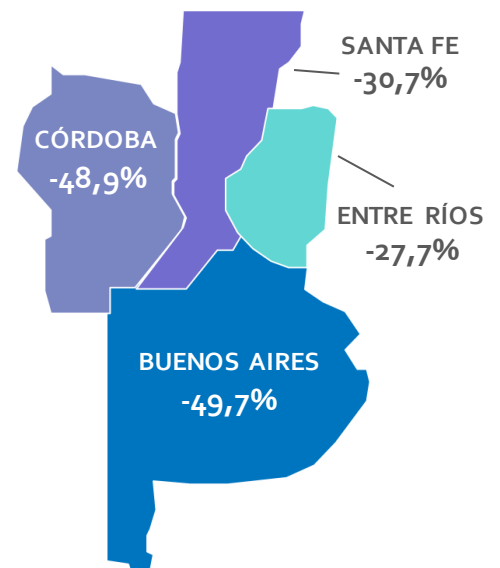 SANTA FE
-30,7%
CÓRDOBA
-48,9%
ENTRE RÍOS
-27,7%
BUENOS AIRES
-49,7%